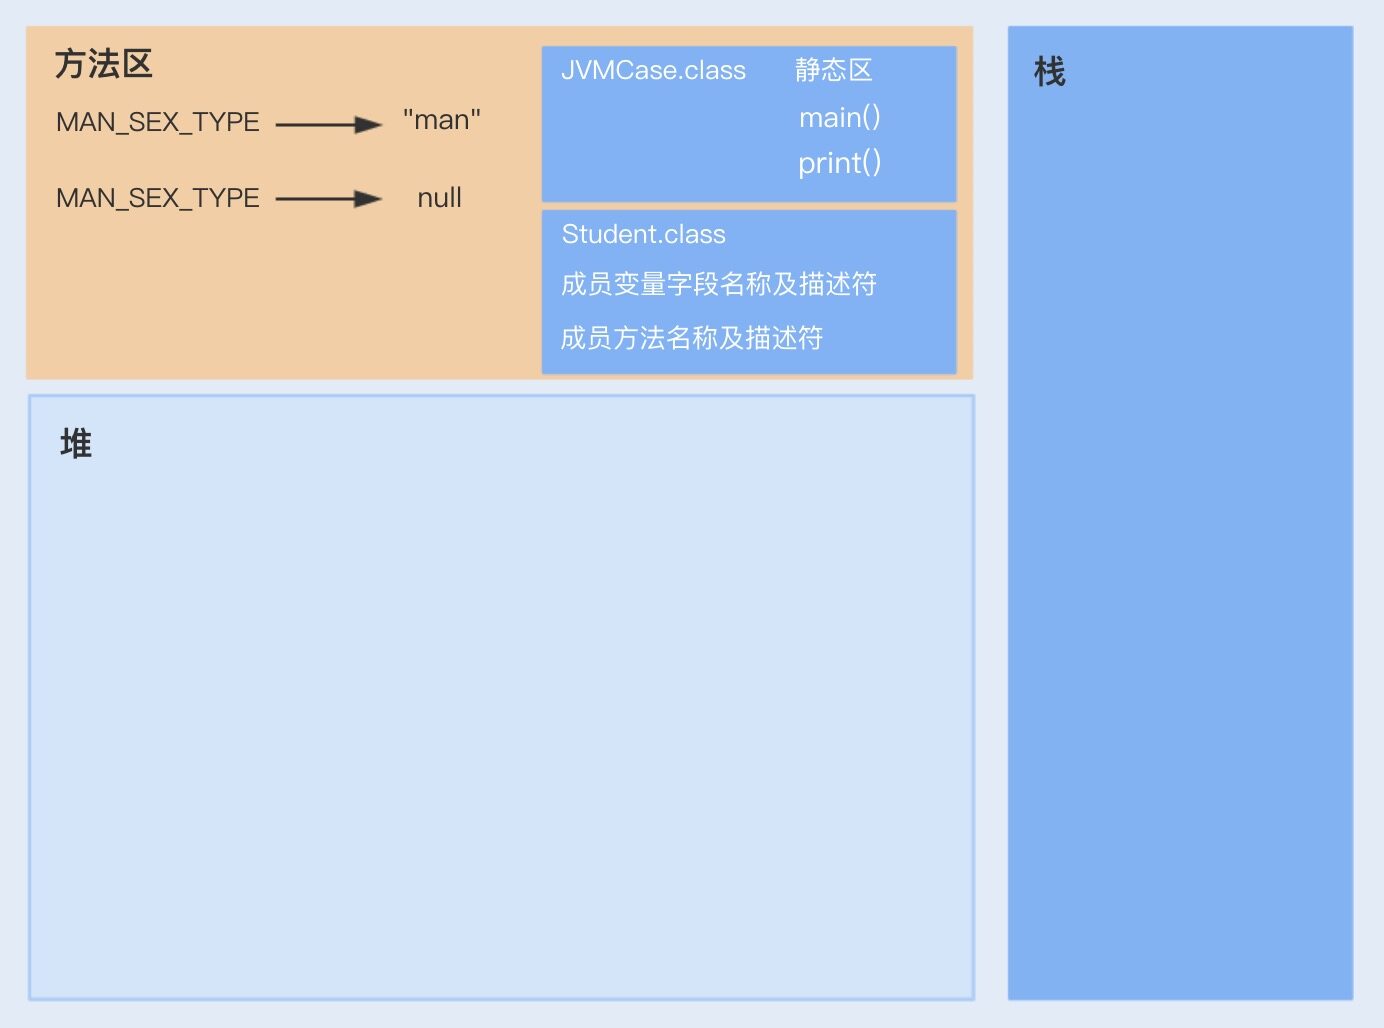 方法区
MAN_SEX_TYPE "man"
MAN_SEX_TYPE null
JVMCase.class 静态区
main()
print()
Student.class
成员变量字段名称及描述符
成员方法名称及描述符
堆
栈